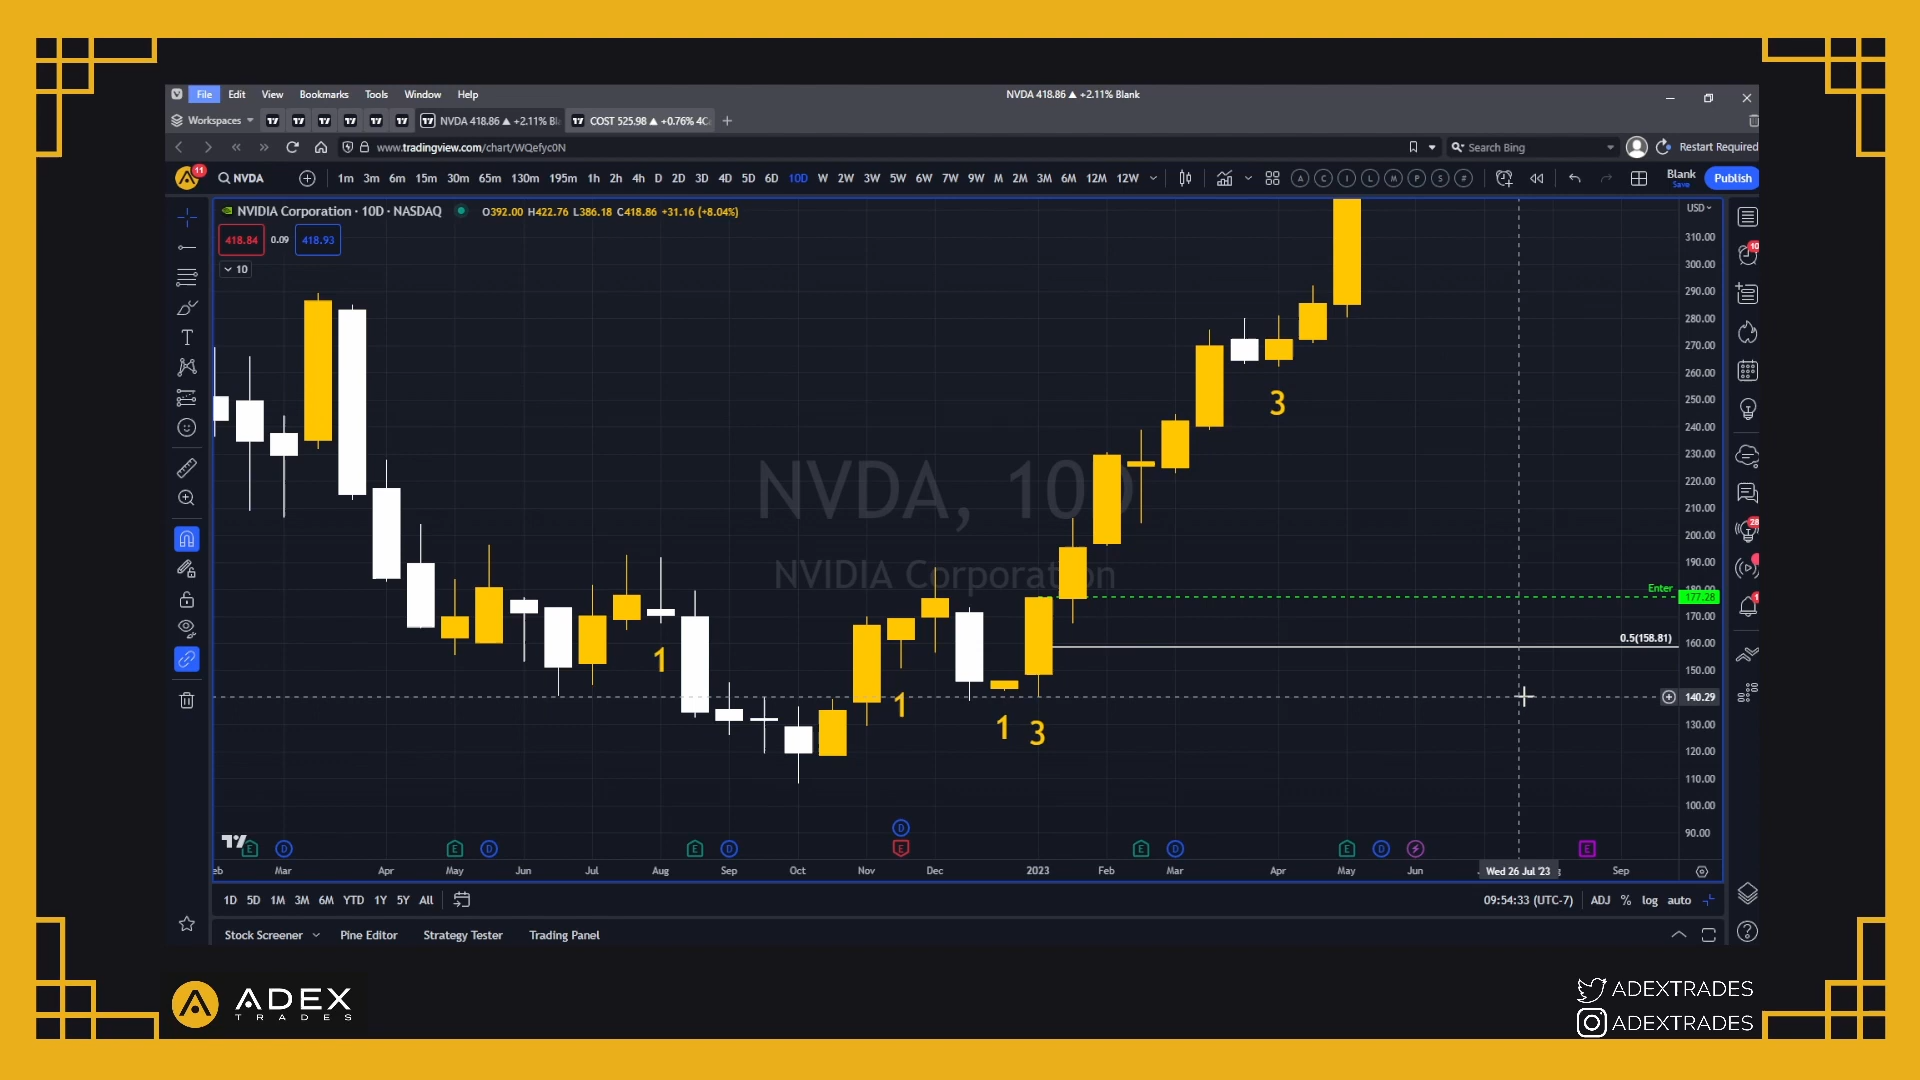 File Edit View Bookmarks Tools Window Help
NVDA 418.86 ▲ +2.11% Blank
Workspaces
NVDA 418.86 ▲ +2.11% Bl
COST 525.98 ▲ +0.76% 4C
www.tradingview.com/chart/WQefyc0N
Search Bing
Restart Required
11
NVDA
1m 3m 6m 15m 30m 65m 130m 195m 1h 2h 4h D 2D 3D 4D 5D 6D 10D W 2W 3W 5W 6W 7W 9W M 2M 3M 6M 12M 12W
A C I L M A P S #
Blank
Save
Publish
NVIDIA Corporation · 10D · NASDAQ
O392.00 H422.76 L386.18 C418.86 +31.16 (+8.04%)
USD
418.84 0.09 418.93
10
310.00
300.00
290.00
280.00
270.00
260.00
250.00
240.00
230.00
220.00
210.00
200.00
190.00
180.00
Enter
177.28
170.00
160.00
0.5(158.81)
150.00
140.29
130.00
120.00
110.00
100.00
90.00
NVDA, 10D
NVIDIA Corporation
3
1
1
1
3
10
28
1
E D E D E D D E E D E D E
Mar Apr May Jun Jul Aug Sep Oct Nov Dec 2023 Feb Mar Apr May Jun Wed 26 Jul '23 Sep
1D 5D 1M 3M 6M YTD 1Y 5Y All
09:54:33 (UTC-7) ADJ % log auto
Stock Screener Pine Editor Strategy Tester Trading Panel
ADEX
TRADES
ADEXTRADES
ADEXTRADES